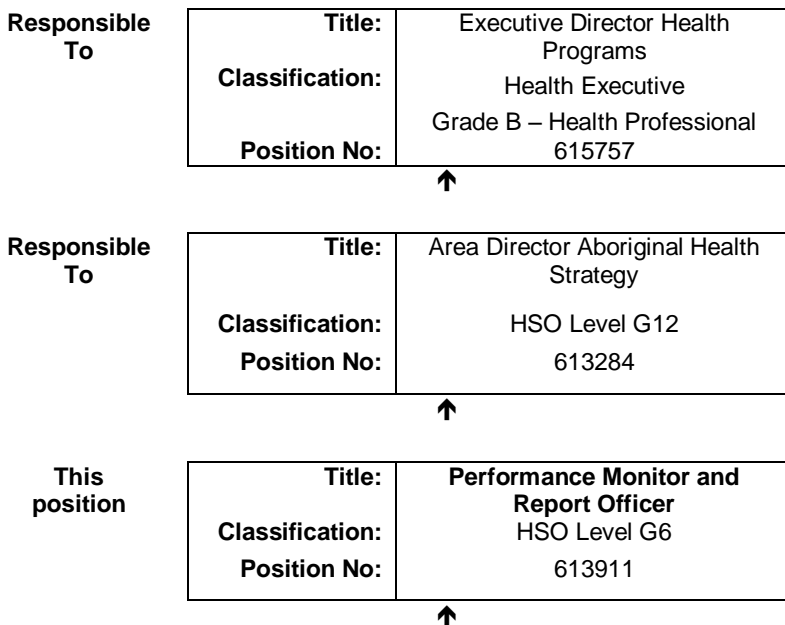 Responsible To
Title: Executive Director Health Programs
Classification: Health Executive
Grade B – Health Professional
Position No: 615757
Responsible To
Title: Area Director Aboriginal Health Strategy
Classification: HSO Level G12
Position No: 613284
This position
Title: Performance Monitor and Report Officer
Classification: HSO Level G6
Position No: 613911